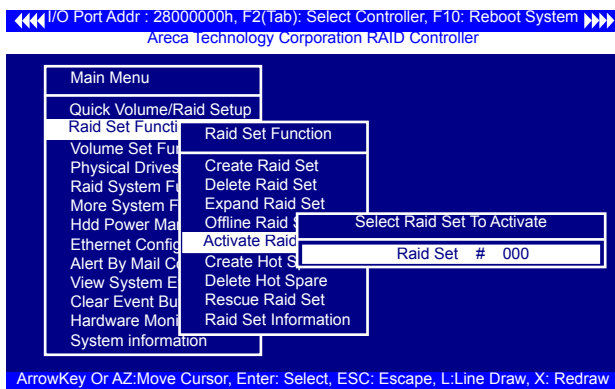 I/O Port Addr : 28000000h, F2(Tab): Select Controller, F10: Reboot System
Areca Technology Corporation RAID Controller
Main Menu
Quick Volume/Raid Setup
Raid Set Functi
Volume Set Fu
Physical Drives
Raid System F
More System F
Hdd Power Ma
Ethernet Config
Alert By Mail C
View System E
Clear Event Bu
Hardware Moni
System information
Raid Set Function
Create Raid Set
Delete Raid Set
Expand Raid Set
Offline Raid
Activate Raid
Create Hot S
Delete Hot Spare
Rescue Raid Set
Raid Set Information
Select Raid Set To Activate
Raid Set # 000
ArrowKey Or AZ:Move Cursor, Enter: Select, ESC: Escape, L:Line Draw, X: Redraw